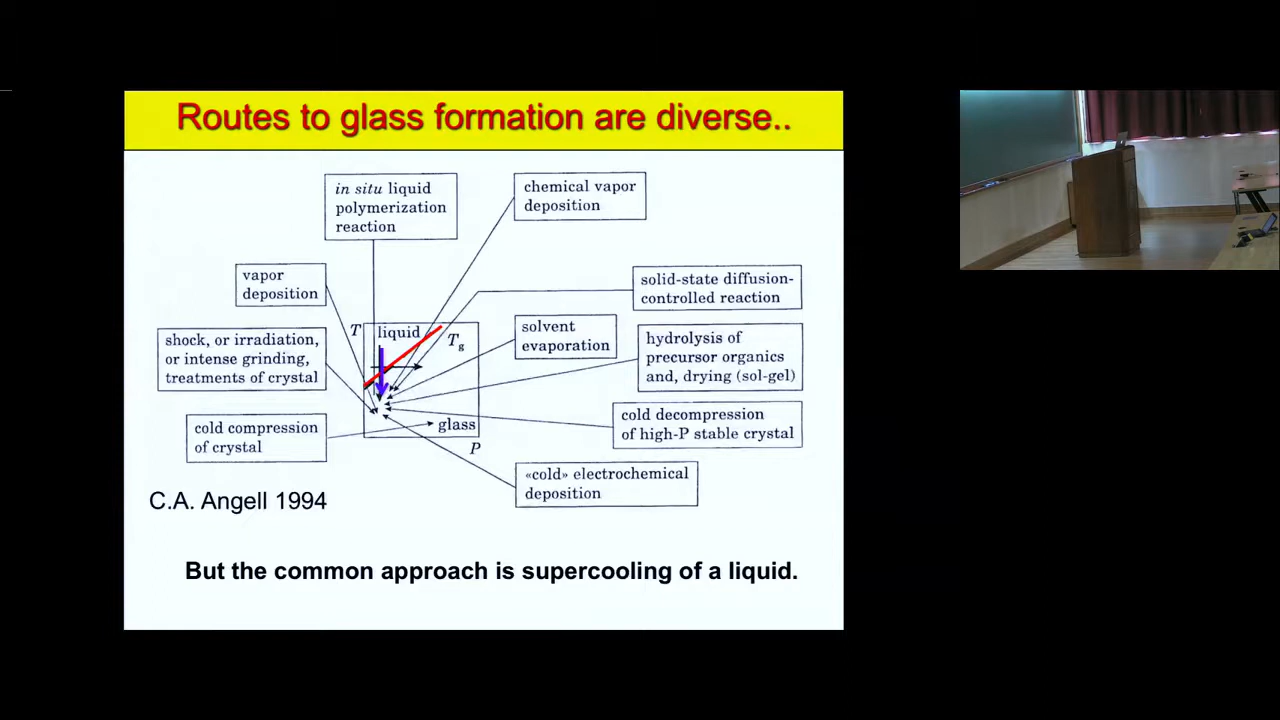 Routes to glass formation are diverse..
in situ liquid
polymerization
reaction
chemical vapor
deposition
vapor
deposition
solid-state diffusion-
controlled reaction
shock, or irradiation,
or intense grinding,
treatments of crystal
T
liquid
Tg
solvent
evaporation
hydrolysis of
precursor organics
and, drying (sol-gel)
cold compression
of crystal
glass
P
cold decompression
of high-P stable crystal
«cold» electrochemical
deposition
C.A. Angell 1994
But the common approach is supercooling of a liquid.